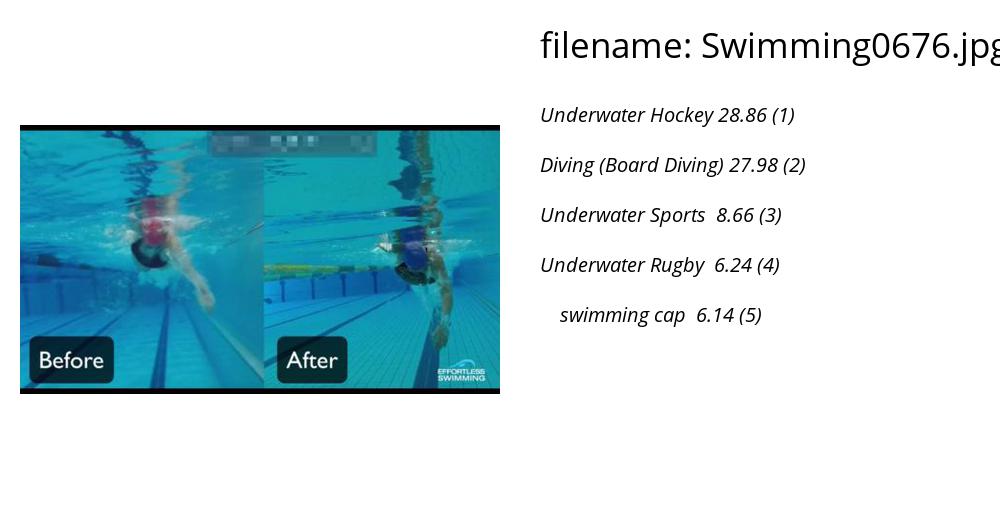 filename: Swimming0676.jpg
Underwater Hockey 28.86 (1)
Diving (Board Diving) 27.98 (2)
Underwater Sports 8.66 (3)
Underwater Rugby 6.24 (4)
swimming cap 6.14 (5)
Before
After
EFFORTLESS
SWIMMING